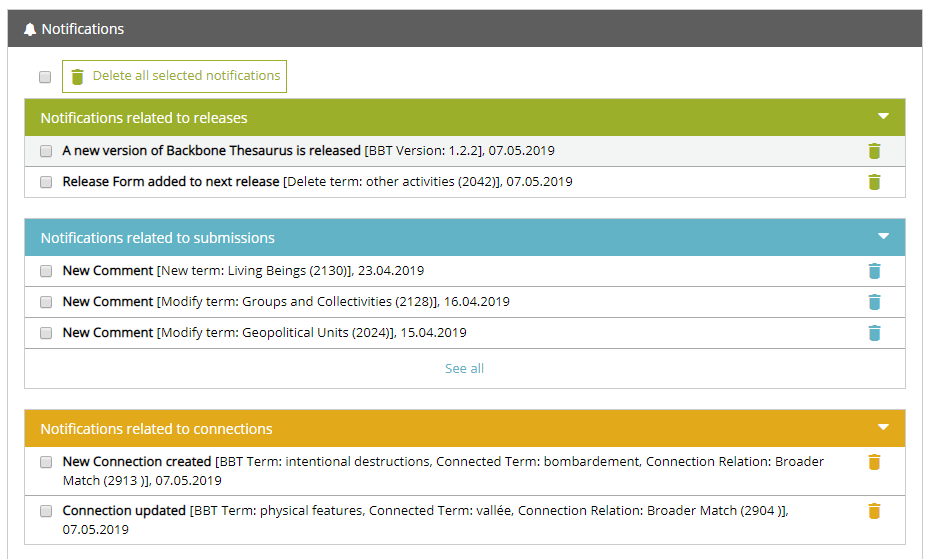 Notifications
Delete all selected notifications
Notifications related to releases
A new version of Backbone Thesaurus is released [BBT Version: 1.2.2], 07.05.2019
Release Form added to next release [Delete term: other activities (2042)], 07.05.2019
Notifications related to submissions
New Comment [New term: Living Beings (2130)], 23.04.2019
New Comment [Modify term: Groups and Collectivities (2128)], 16.04.2019
New Comment [Modify term: Geopolitical Units (2024)], 15.04.2019
See all
Notifications related to connections
New Connection created [BBT Term: intentional destructions, Connected Term: bombardement, Connection Relation: Broader
Match (2913 )], 07.05.2019
Connection updated [BBT Term: physical features, Connected Term: vallée, Connection Relation: Broader Match (2904 )],
07.05.2019